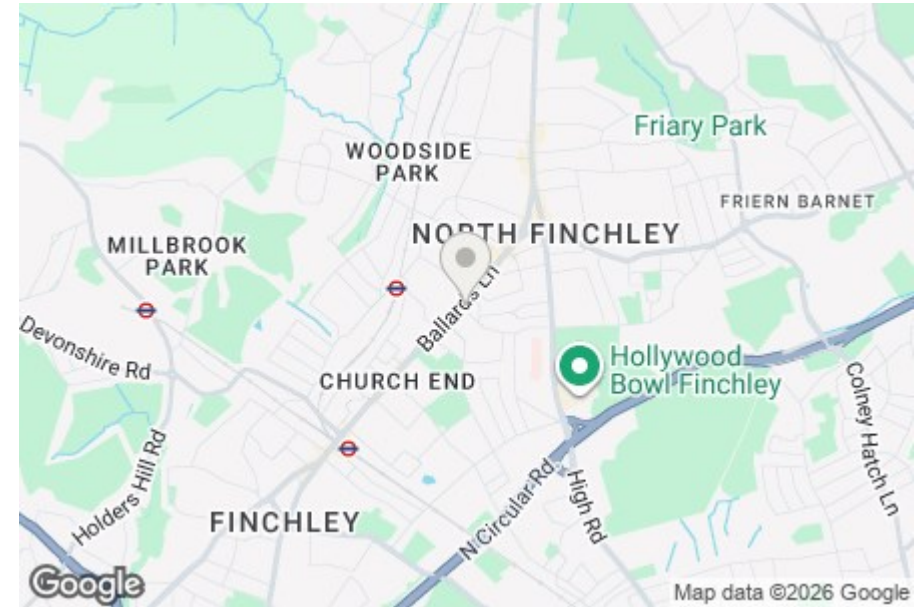 Friary Park
WOODSIDE
PARK
FRIERN BARNET
NORTH FINCHLEY
MILLBROOK
PARK
Ballards Ln
Devonshire Rd
Hollywood
Bowl Finchley
CHURCH END
Colney Hatch Ln
Holders Hill Rd
N Circular Rd
High Rd
FINCHLEY
Google
Map data ©2026 Google